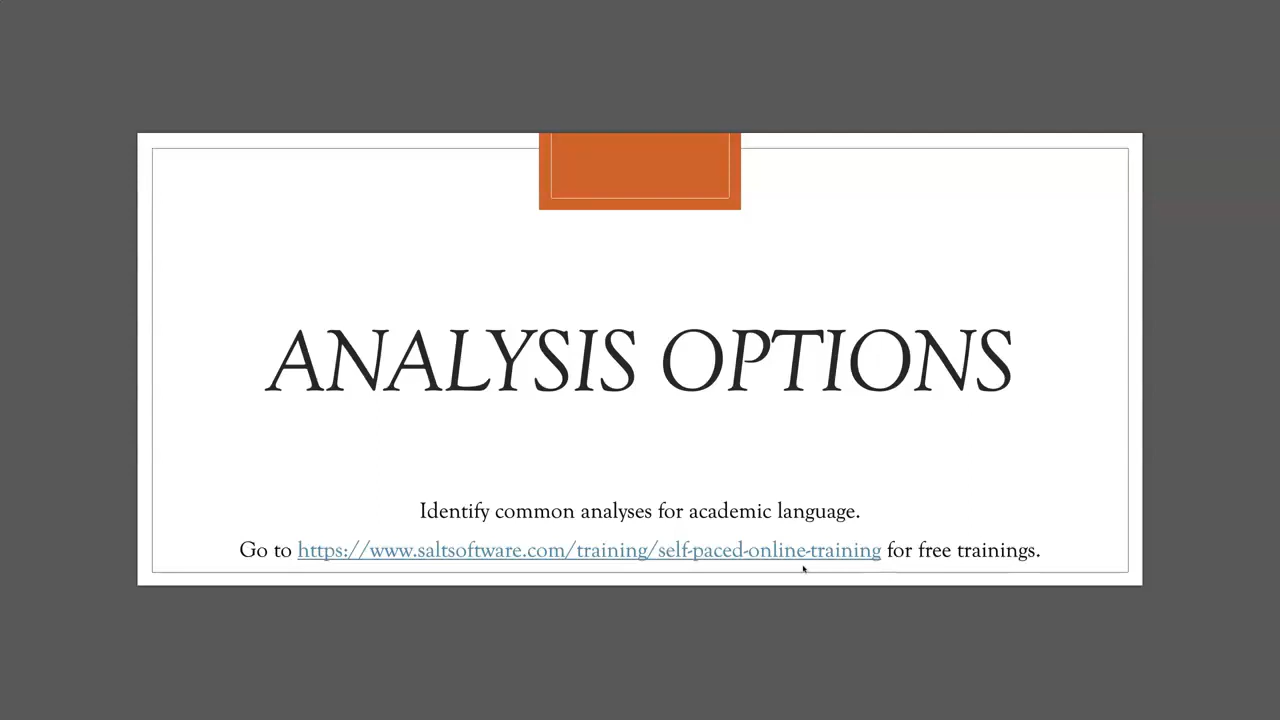 ANALYSIS OPTIONS
Identify common analyses for academic language.
Go to https://www.saltsoftware.com/training/self-paced-online-training for free trainings.